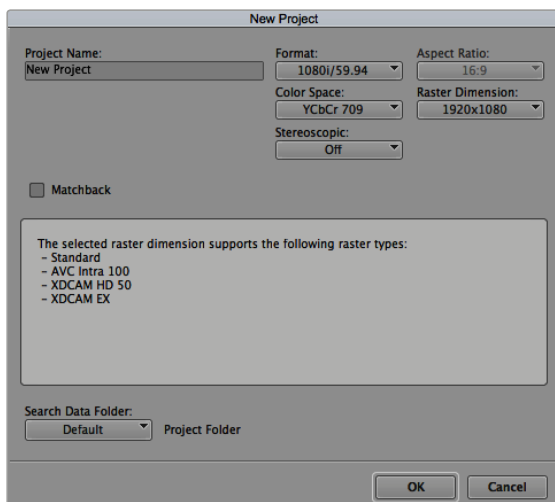 New Project
Project Name:
New Project
Format:
1080i/59.94
Aspect Ratio:
16:9
Color Space:
YCbCr 709
Raster Dimension:
1920x1080
Stereoscopic:
Off
Matchback
The selected raster dimension supports the following raster types:
– Standard
– AVC Intra 100
– XDCAM HD 50
– XDCAM EX
Search Data Folder:
Default
Project Folder
OK
Cancel